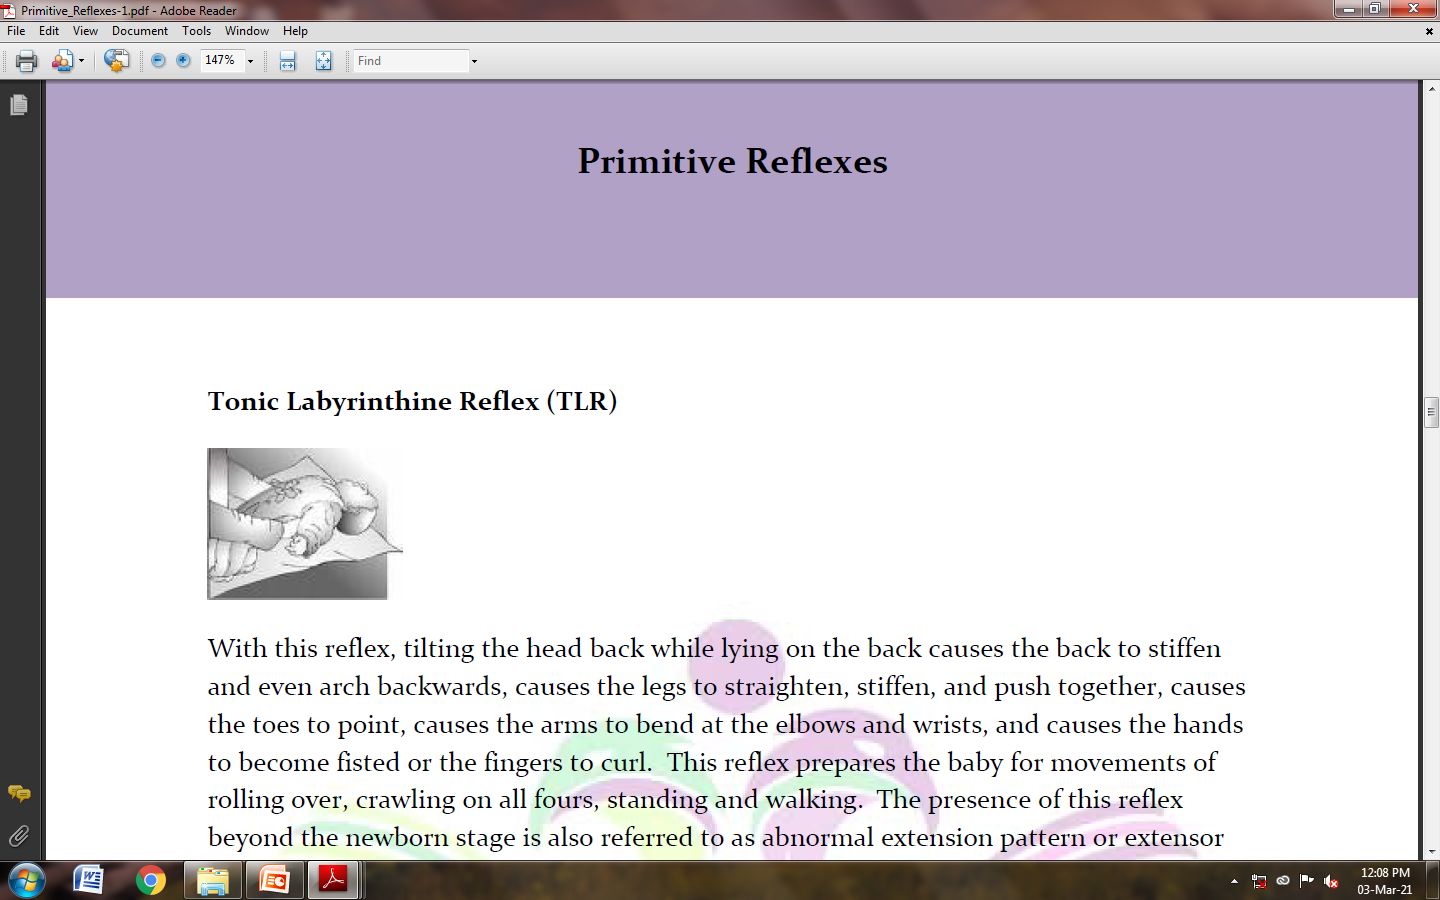 Primitive_Reflexes-1.pdf - Adobe Reader
File Edit View Document Tools Window Help
147%
Find
Primitive Reflexes
Tonic Labyrinthine Reflex (TLR)
With this reflex, tilting the head back while lying on the back causes the back to stiffen
and even arch backwards, causes the legs to straighten, stiffen, and push together, causes
the toes to point, causes the arms to bend at the elbows and wrists, and causes the hands
to become fisted or the fingers to curl.  This reflex prepares the baby for movements of
rolling over, crawling on all fours, standing and walking.  The presence of this reflex
beyond the newborn stage is also referred to as abnormal extension pattern or extensor
12:08 PM
03-Mar-21